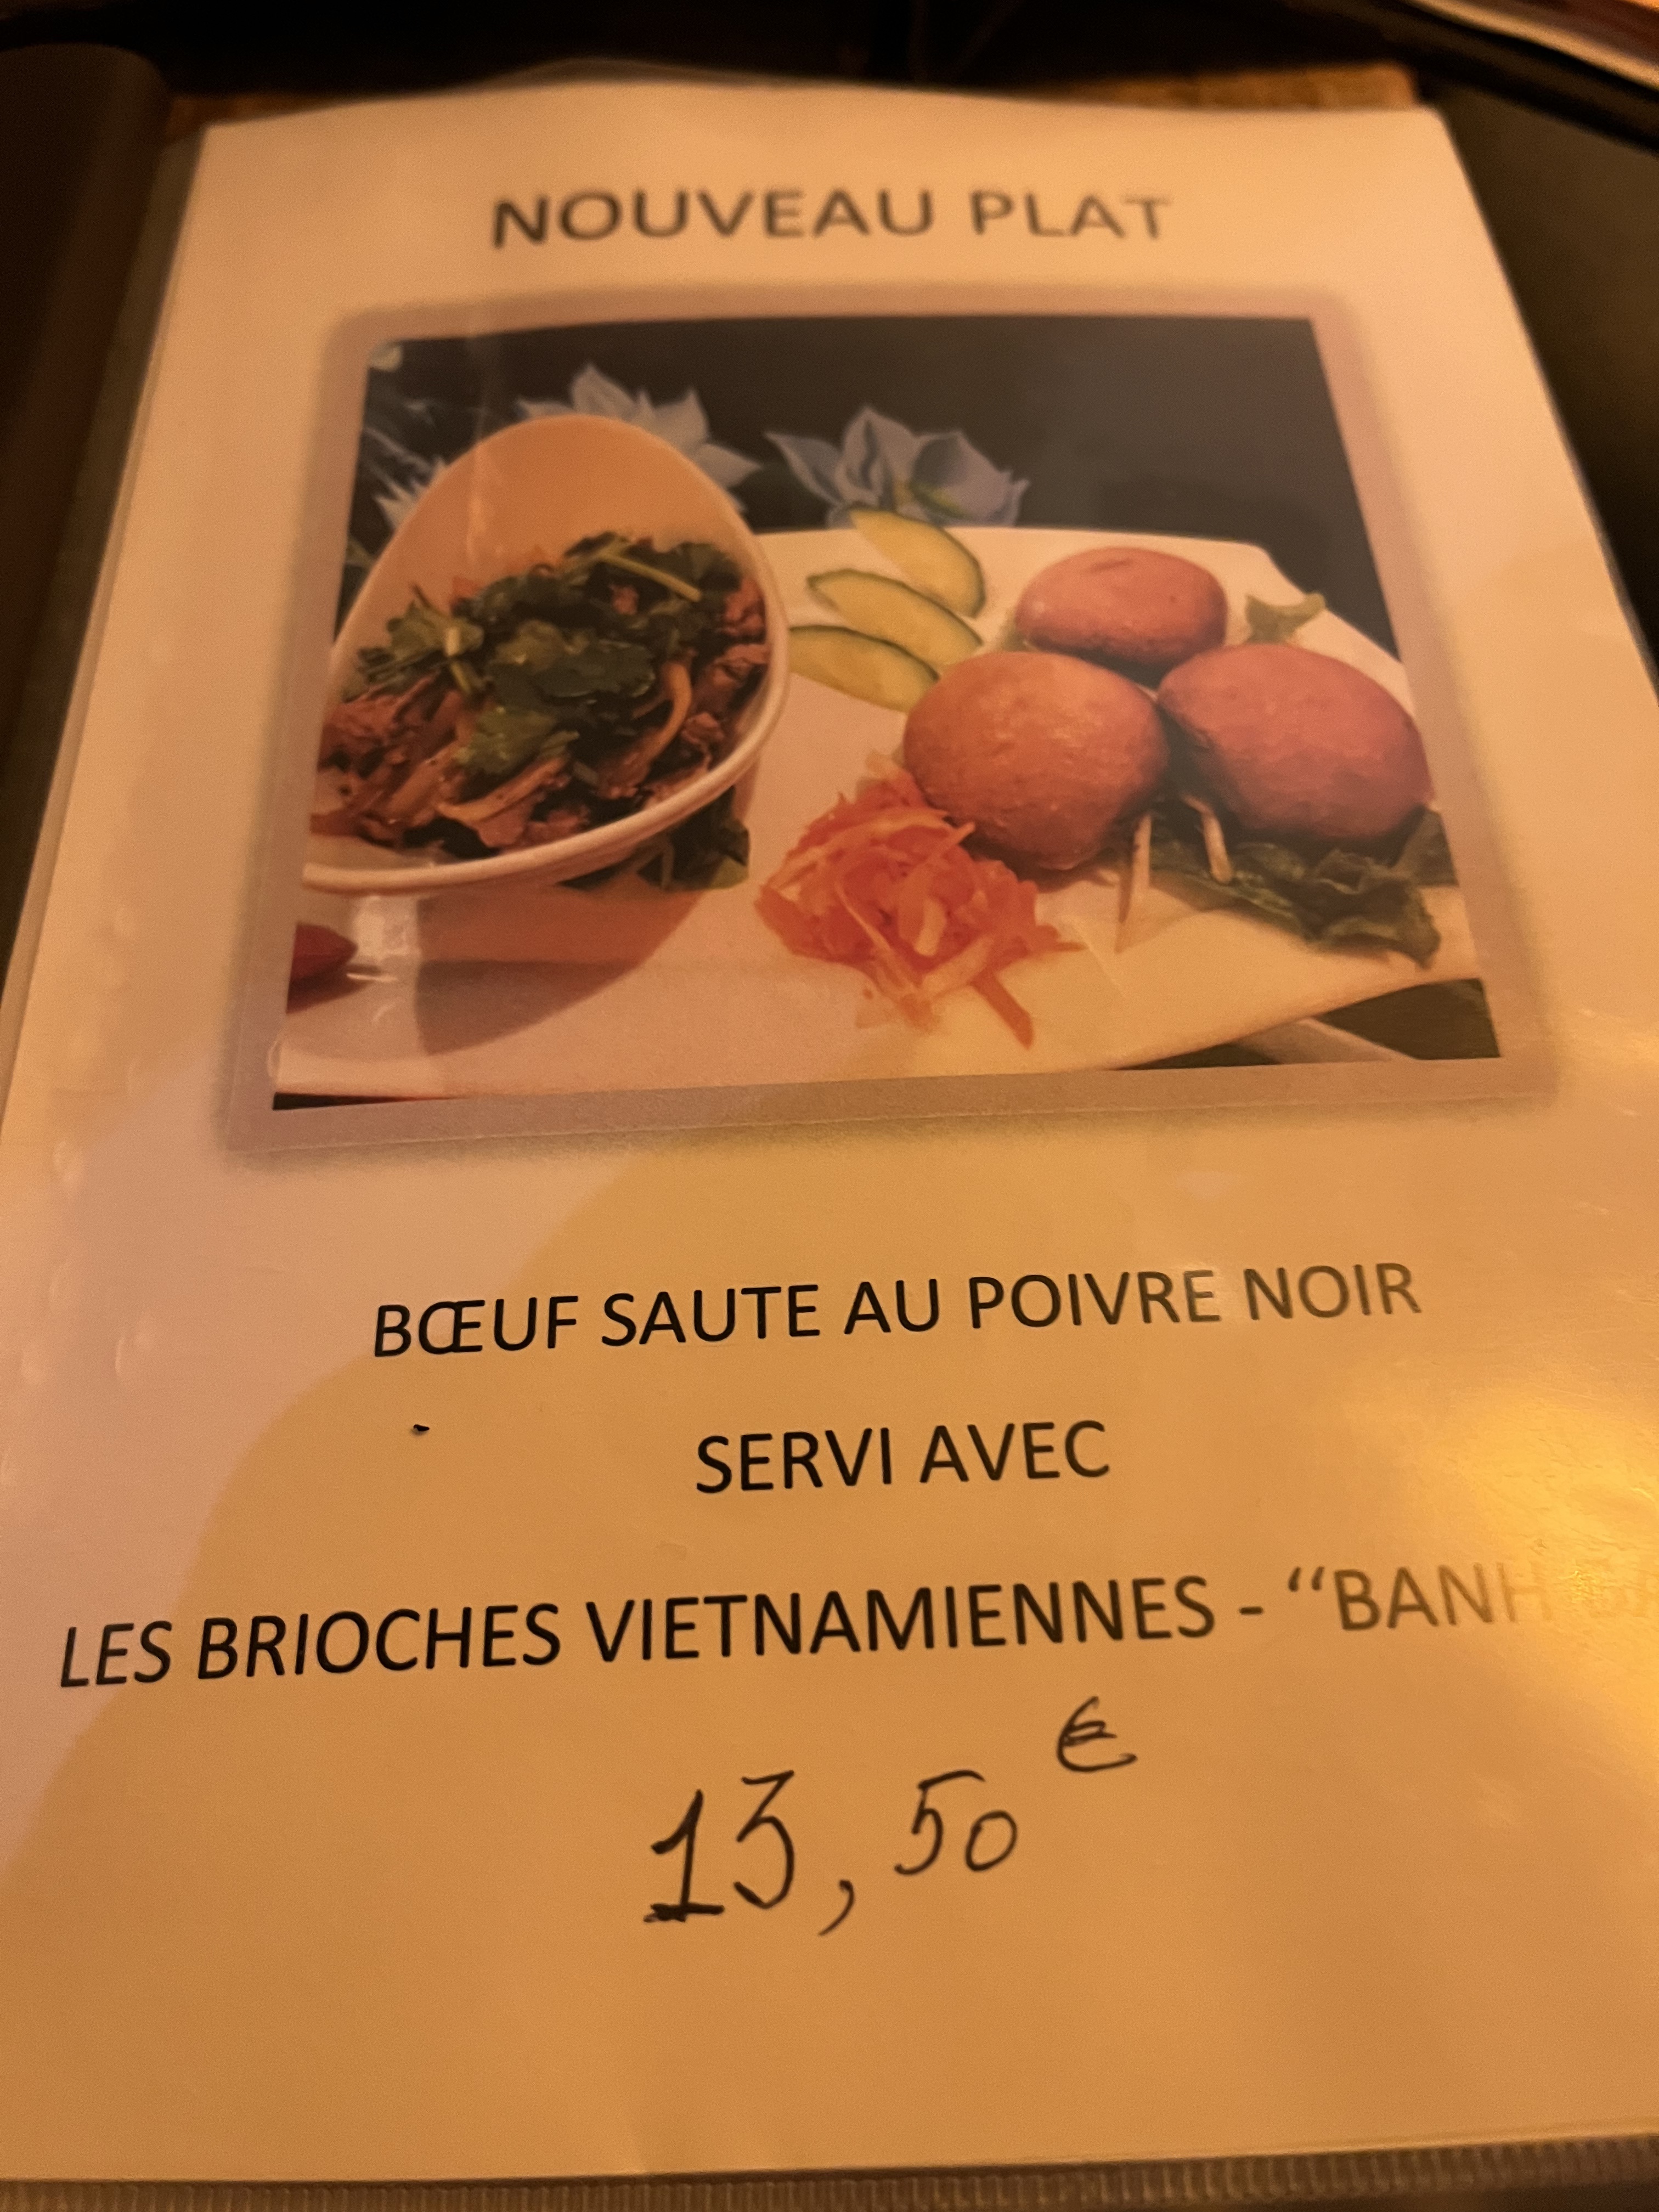 NOUVEAU PLAT
BŒUF SAUTE AU POIVRE NOIR
SERVI AVEC
LES BRIOCHES VIETNAMIENNES - “BANH
13,50 €